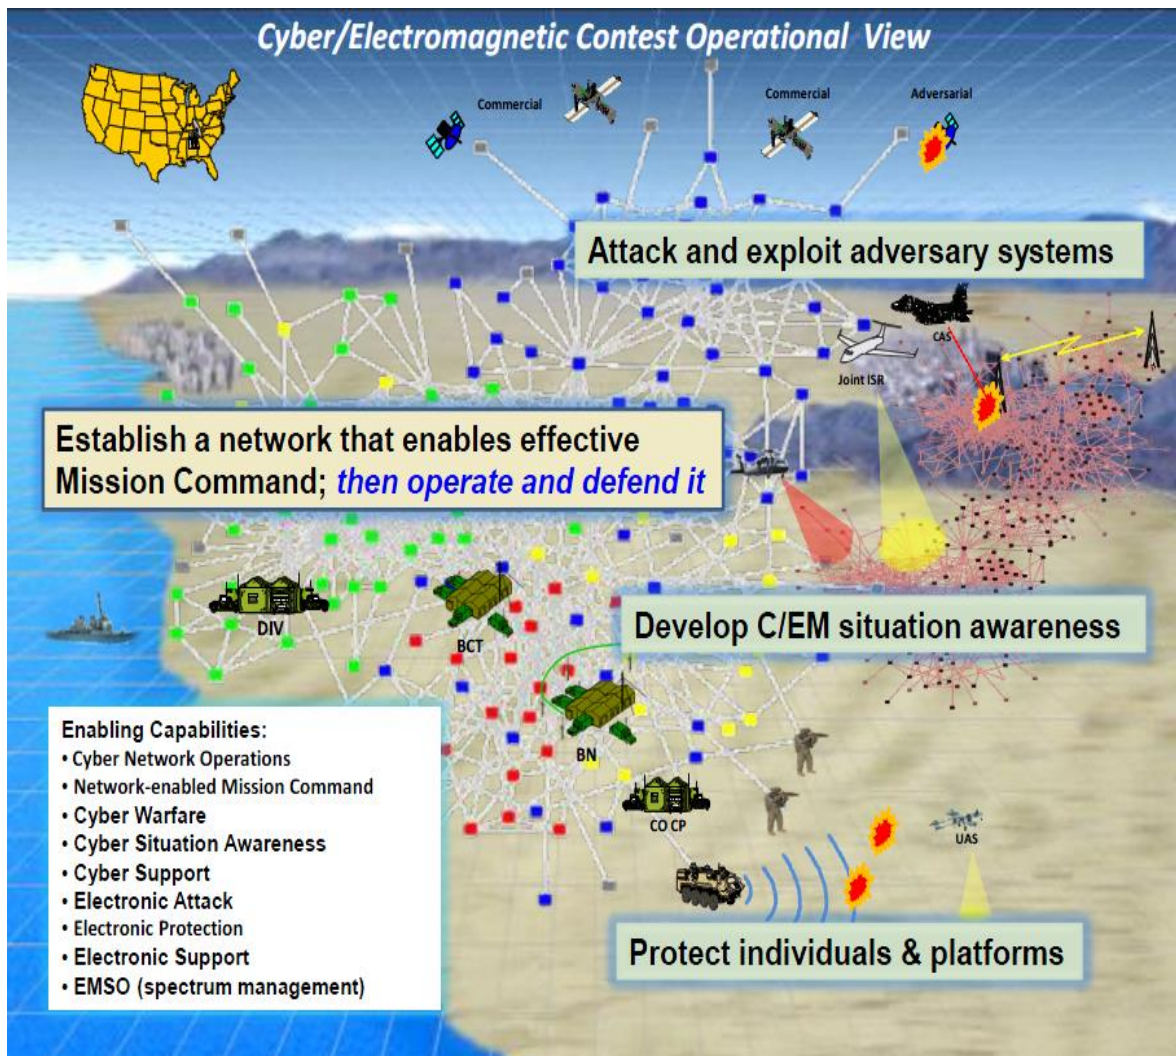 Cyber/Electromagnetic Contest Operational View
Commercial
Commercial
Adversarial
Attack and exploit adversary systems
CAS
Joint ISR
Establish a network that enables effective
Mission Command; then operate and defend it
DIV
BCT
Develop C/EM situation awareness
BN
Enabling Capabilities:
• Cyber Network Operations
• Network-enabled Mission Command
• Cyber Warfare
• Cyber Situation Awareness
• Cyber Support
• Electronic Attack
• Electronic Protection
• Electronic Support
• EMSO (spectrum management)
CO CP
UAS
Protect individuals & platforms